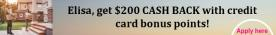 Elisa, get $200 CASH BACK with credit
card bonus points!
Apply here